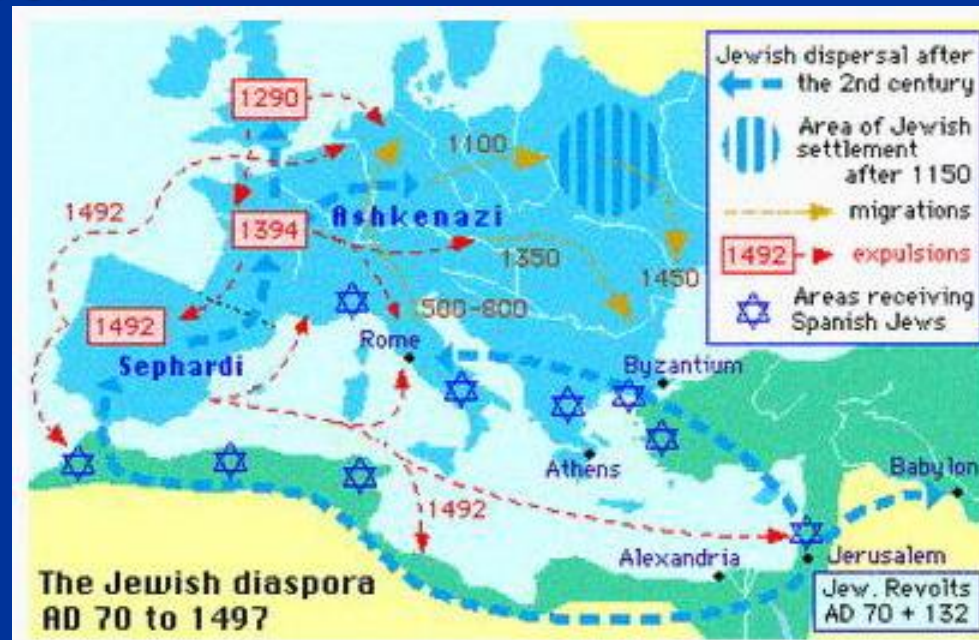 Jewish dispersal after
the 2nd century
Area of Jewish
settlement
after 1150
migrations
1492
expulsions
Areas receiving
Spanish Jews
1290
1100
1492
Ashkenazi
1394
1350
1450
500-800
1492
Rome
Sephardi
Byzantium
Athens
Babylon
1492
Alexandria
Jerusalem
The Jewish diaspora
AD 70 to 1497
Jew. Revolts
AD 70 + 132